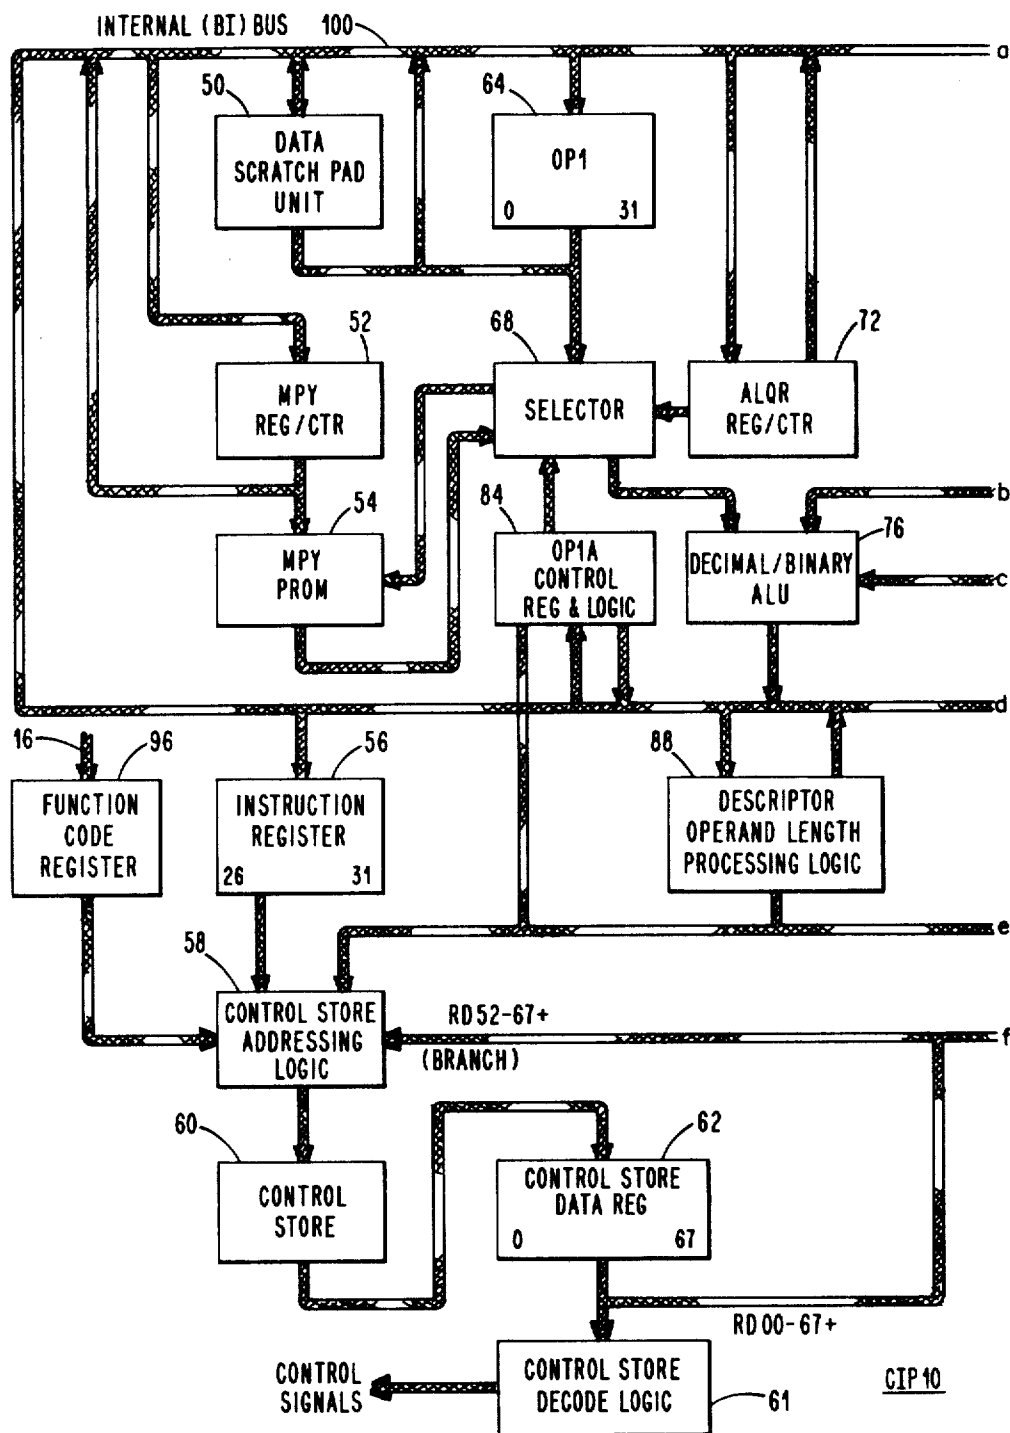 INTERNAL (BI) BUS 100
a
50
64
DATA
SCRATCH PAD
UNIT
OP1
0 31
52
68
72
MPY
REG/CTR
SELECTOR
ALQR
REG/CTR
54
84
b
76
MPY
PROM
OP1A
CONTROL
REG & LOGIC
DECIMAL/BINARY
ALU
c
d
16
96
56
88
FUNCTION
CODE
REGISTER
INSTRUCTION
REGISTER
26 31
DESCRIPTOR
OPERAND LENGTH
PROCESSING LOGIC
e
58
CONTROL STORE
ADDRESSING
LOGIC
RD52-67+
(BRANCH)
f
60
62
CONTROL
STORE
CONTROL STORE
DATA REG
0 67
RD00-67+
CONTROL
SIGNALS
CONTROL STORE
DECODE LOGIC
61
CIP10